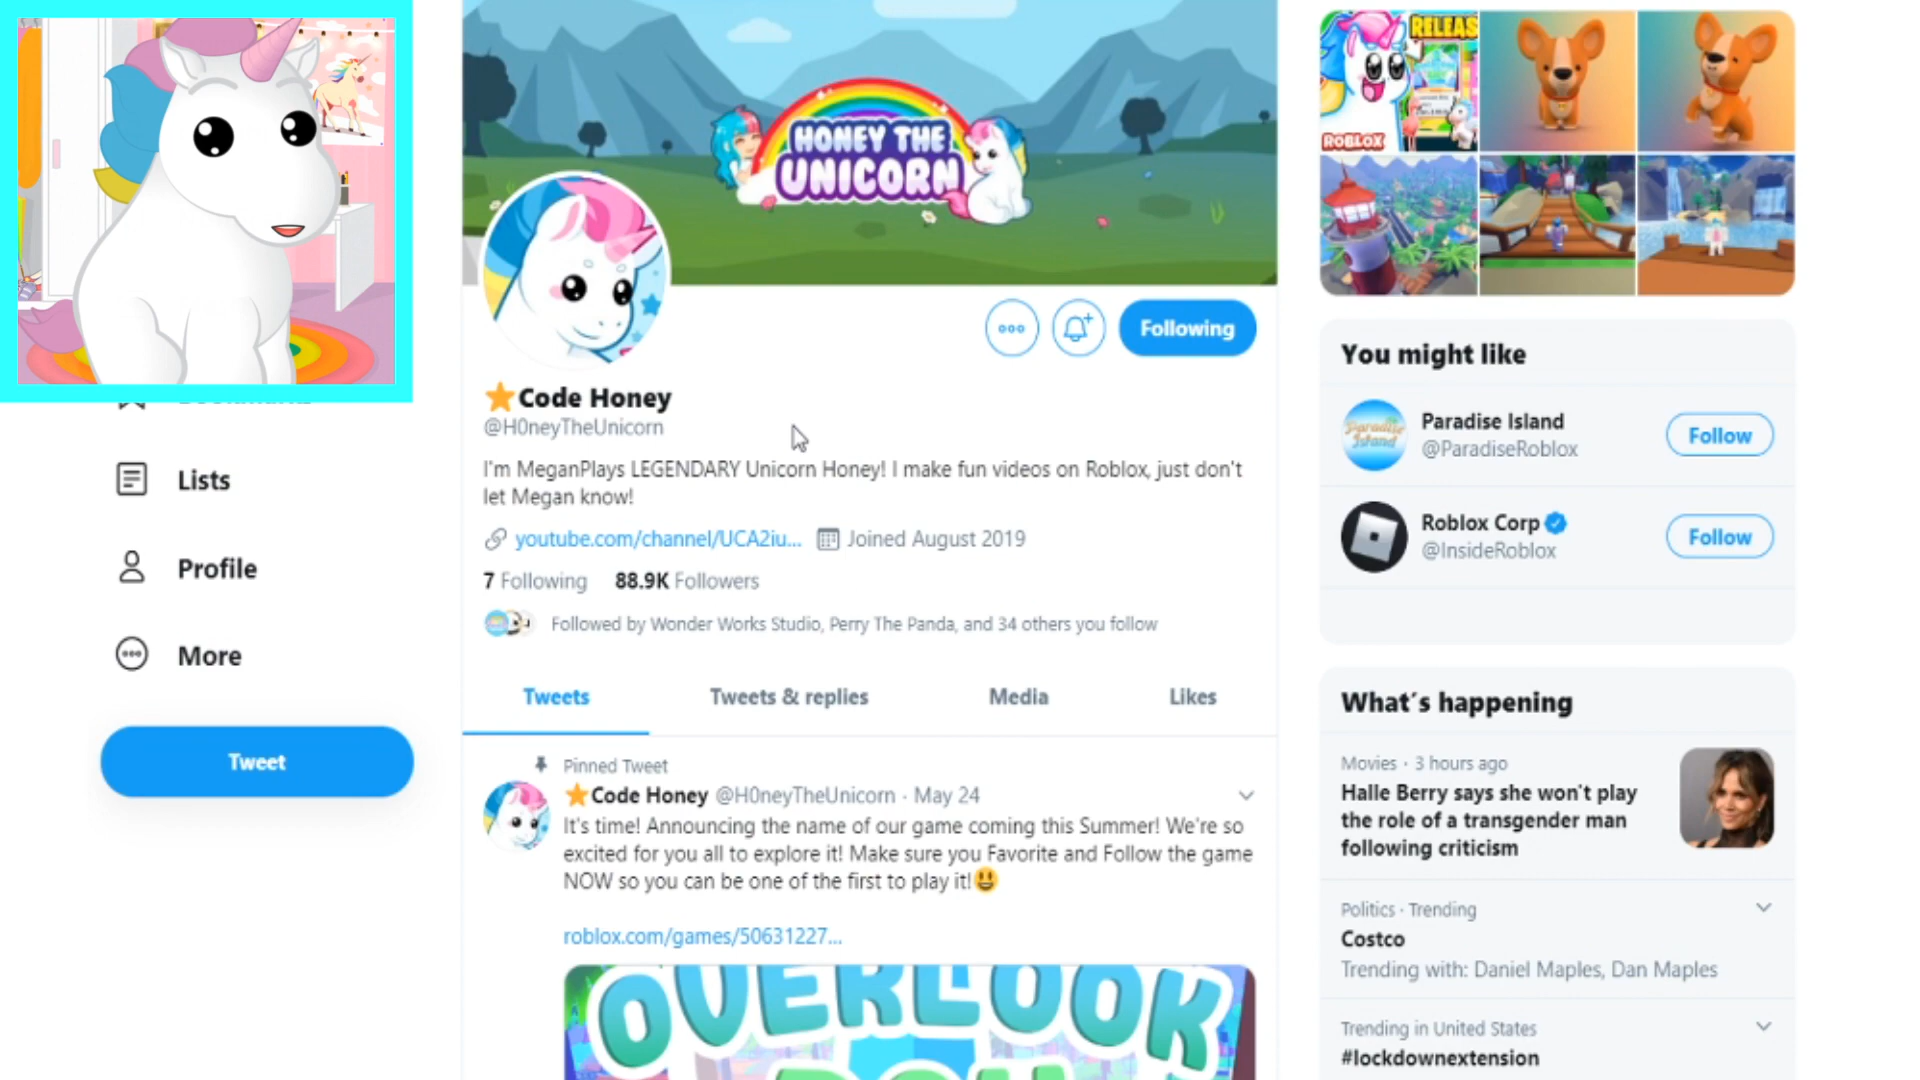 HONEY THE
UNICORN
Following
⭐Code Honey
@H0neyTheUnicorn
I'm MeganPlays LEGENDARY Unicorn Honey! I make fun videos on Roblox, just don't
let Megan know!
youtube.com/channel/UCA2iu... Joined August 2019
7 Following 88.9K Followers
Followed by Wonder Works Studio, Perry The Panda, and 34 others you follow
Tweets Tweets & replies Media Likes
Pinned Tweet
⭐Code Honey @H0neyTheUnicorn · May 24
It's time! Announcing the name of our game coming this Summer! We're so
excited for you all to explore it! Make sure you Favorite and Follow the game
NOW so you can be one of the first to play it!😃
roblox.com/games/50631227...
OVERLOOK
Lists
Profile
More
Tweet
RELEAS
ROBLOX
You might like
Paradise Island
@ParadiseRoblox
Follow
Roblox Corp
@InsideRoblox
Follow
What's happening
Movies · 3 hours ago
Halle Berry says she won't play
the role of a transgender man
following criticism
Politics · Trending
Costco
Trending with: Daniel Maples, Dan Maples
Trending in United States
#lockdownextension